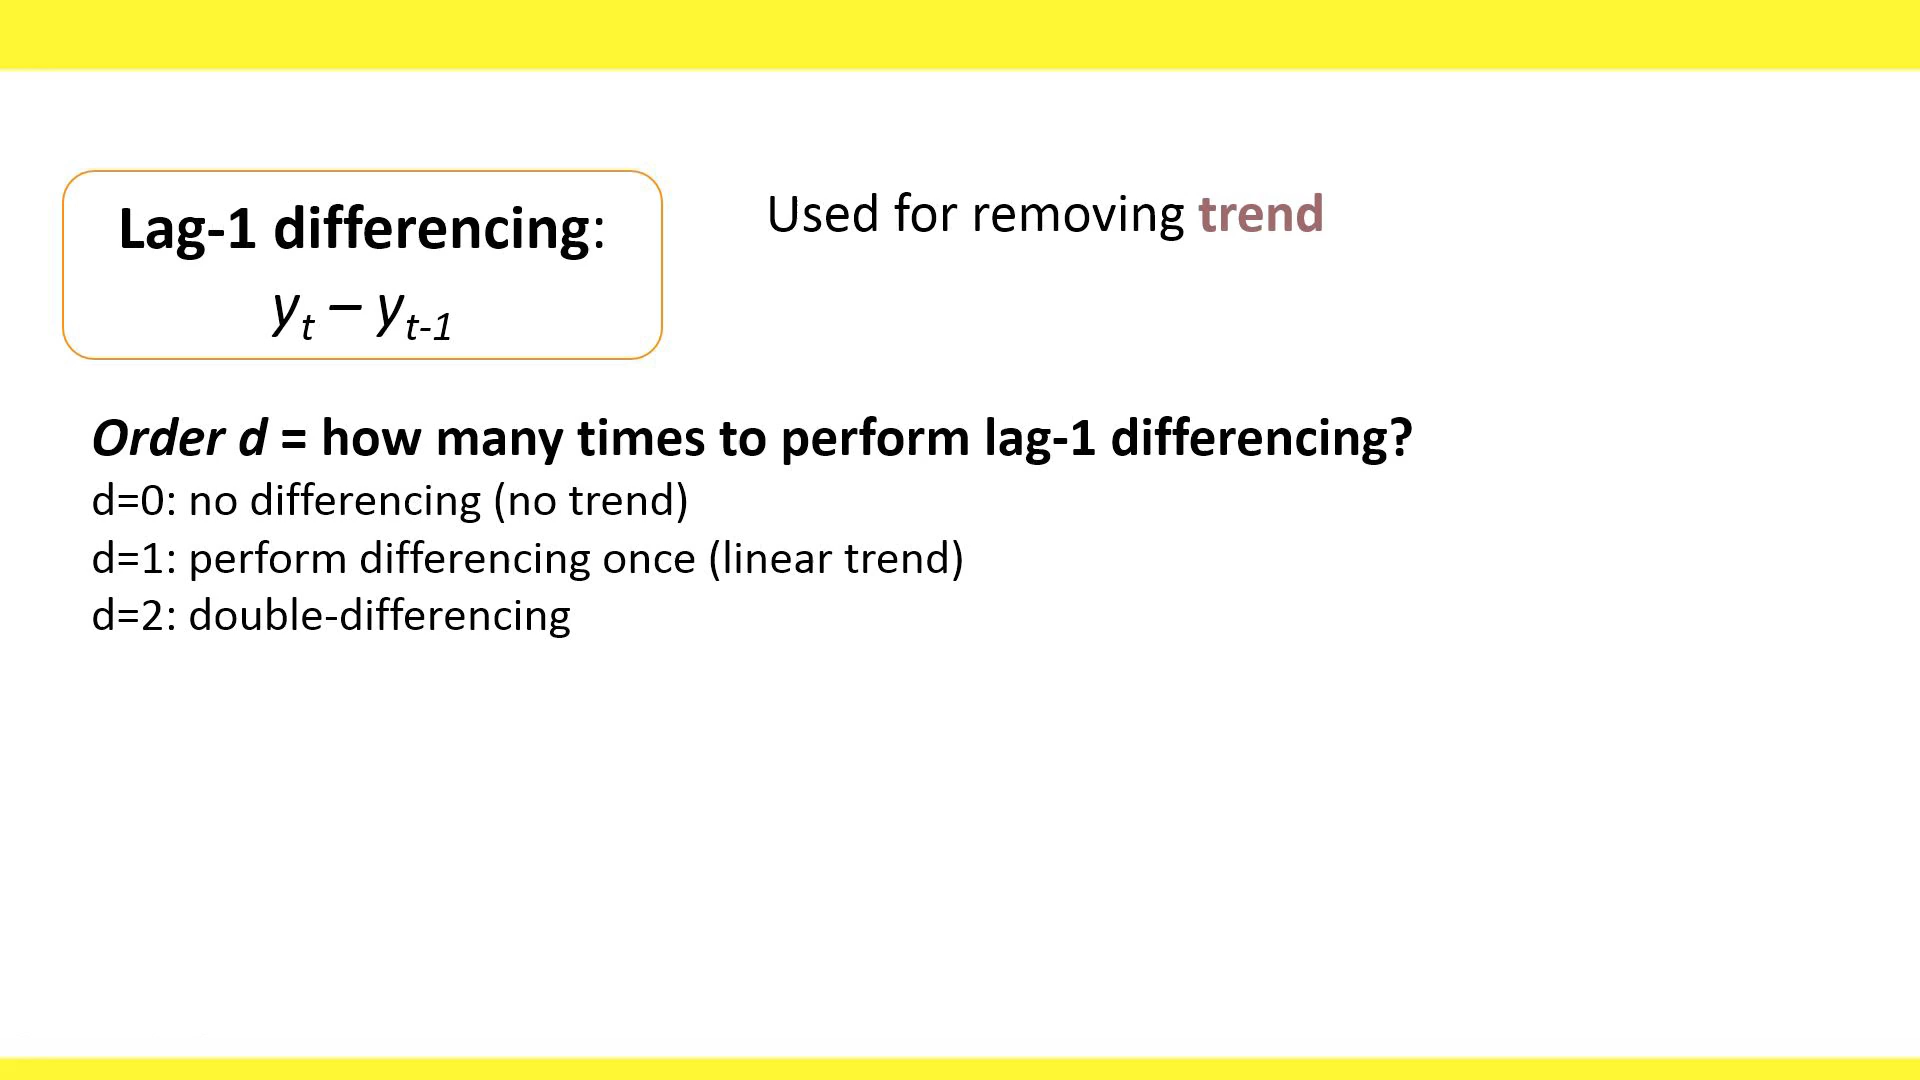 Lag-1 differencing:
yₜ – yₜ₋₁
Used for removing trend
Order d = how many times to perform lag-1 differencing?
d=0: no differencing (no trend)
d=1: perform differencing once (linear trend)
d=2: double-differencing